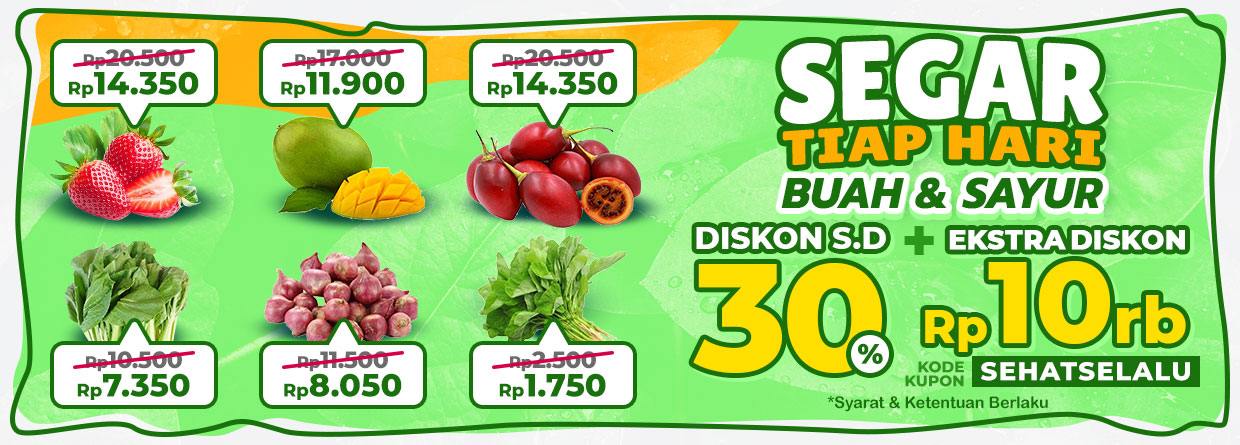 Rp20.500
Rp14.350
Rp17.000
Rp11.900
Rp20.500
Rp14.350
Rp10.500
Rp7.350
Rp11.500
Rp8.050
Rp2.500
Rp1.750
SEGAR
TIAP HARI
BUAH & SAYUR
DISKON S.D + EKSTRA DISKON
30% Rp10rb
KODE KUPON SEHATSELALU
*Syarat & Ketentuan Berlaku